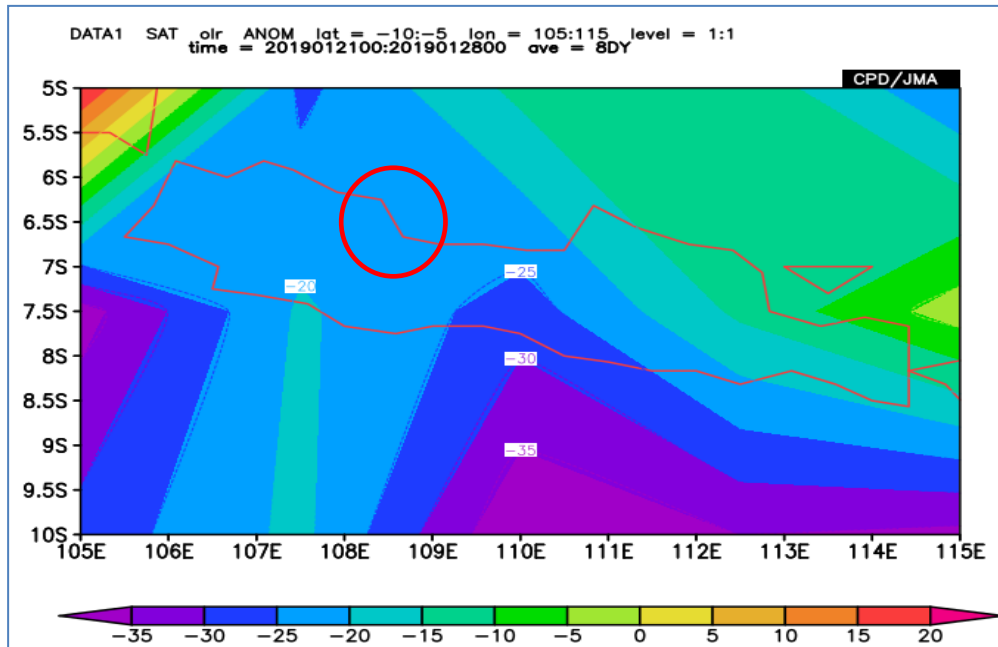 DATA1 SAT olr ANOM lat = -10:-5 lon = 105:115 level = 1:1
time = 2019012100:2019012800 ave = 8DY
CPD/JMA
5S
5.5S
6S
6.5S
7S
7.5S
8S
8.5S
9S
9.5S
10S
-20
-25
-30
-35
105E 106E 107E 108E 109E 110E 111E 112E 113E 114E 115E
-35 -30 -25 -20 -15 -10 -5 0 5 10 15 20